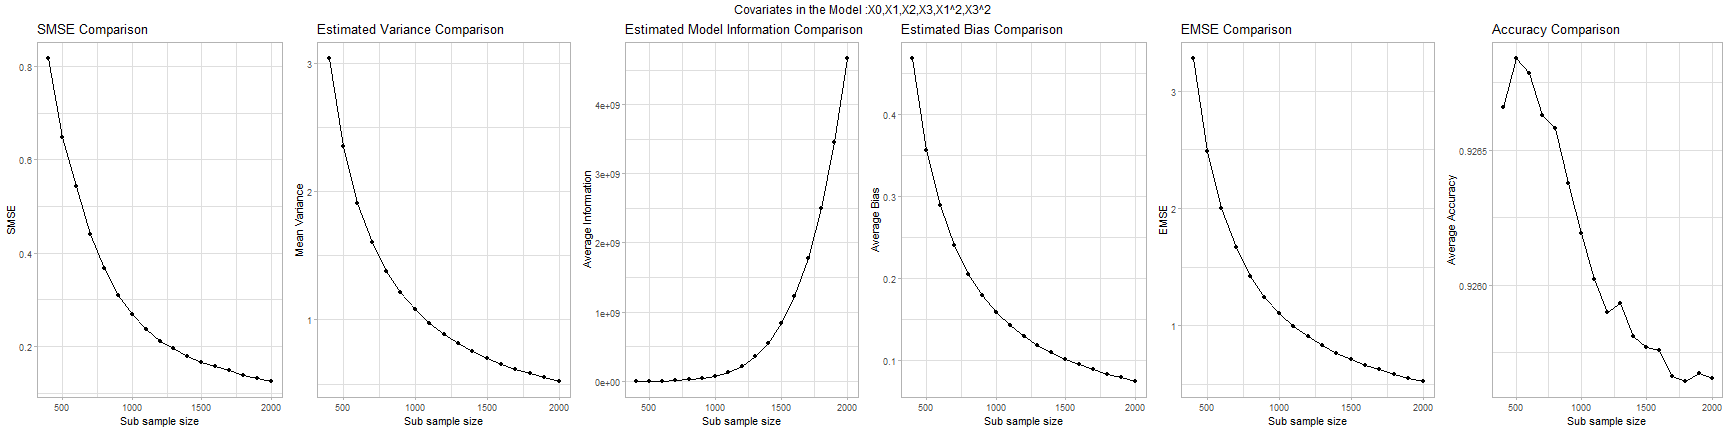 Covariates in the Model :X0,X1,X2,X3,X1^2,X3^2
SMSE Comparison
SMSE
0.8
0.6
0.4
0.2
500
1000
1500
2000
Sub sample size
Estimated Variance Comparison
Mean Variance
3
2
1
500
1000
1500
2000
Sub sample size
Estimated Model Information Comparison
Average Information
4e+09
3e+09
2e+09
1e+09
0e+00
500
1000
1500
2000
Sub sample size
Estimated Bias Comparison
Average Bias
0.4
0.3
0.2
0.1
500
1000
1500
2000
Sub sample size
EMSE Comparison
EMSE
3
2
1
500
1000
1500
2000
Sub sample size
Accuracy Comparison
Average Accuracy
0.9265
0.9260
500
1000
1500
2000
Sub sample size